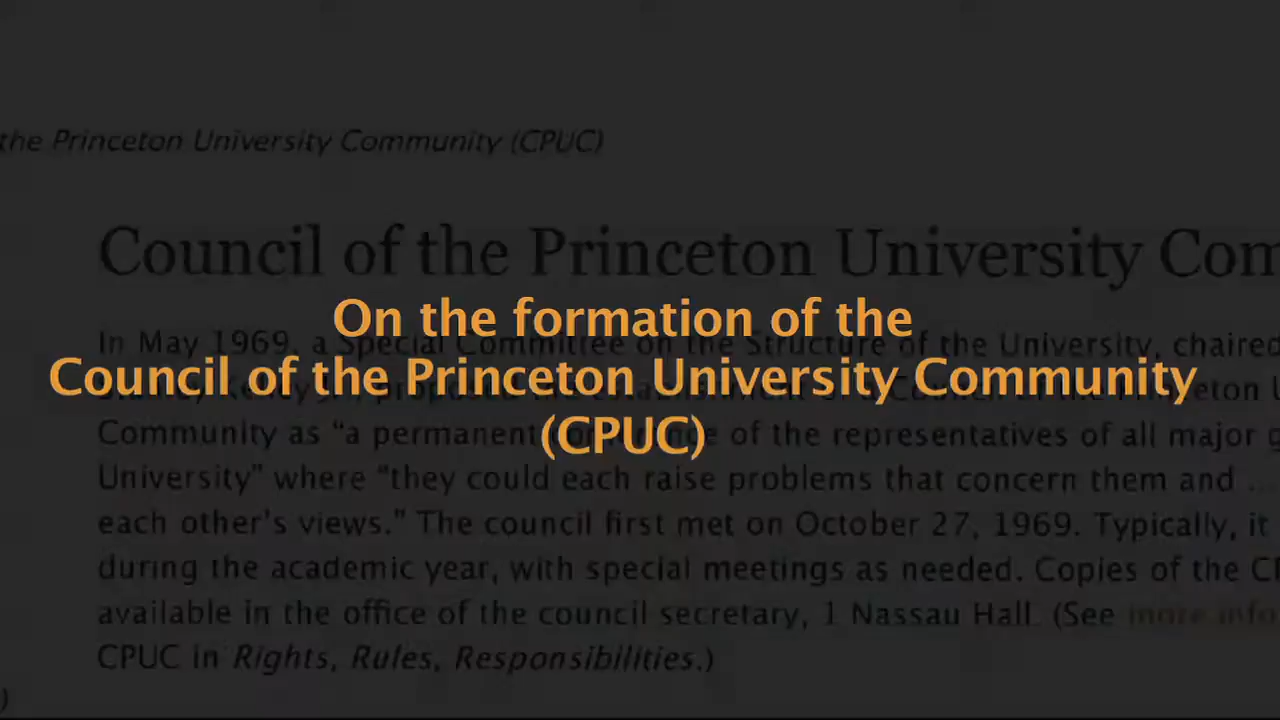 the Princeton University Community (CPUC)
Council of the Princeton University Com
On the formation of the
In May 1969, a Special Committee on the Structure of the University, chaired
Council of the Princeton University Community
(CPUC)
Community as “a permanent of the representatives of all major g
University” where “they could each raise problems that concern them and ...
each other’s views.” The council first met on October 27, 1969. Typically, it
during the academic year, with special meetings as needed. Copies of the C
available in the office of the council secretary, 1 Nassau Hall. (See more info
CPUC in Rights, Rules, Responsibilities.)
)